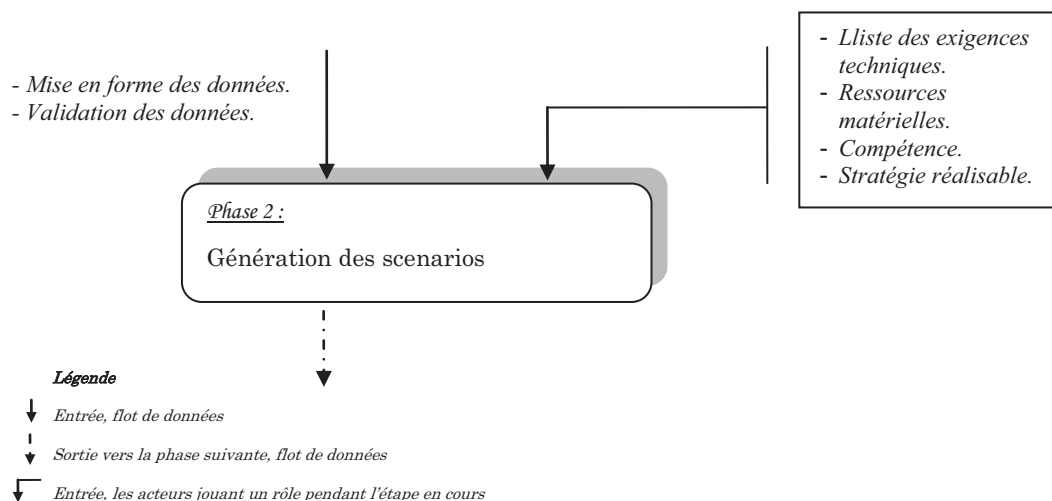 - Mise en forme des données.
- Validation des données.
- Lliste des exigences
techniques.
- Ressources
matérielles.
- Compétence.
- Stratégie réalisable.
Phase 2 :
Génération des scenarios
Légende
Entrée, flot de données
Sortie vers la phase suivante, flot de données
Entrée, les acteurs jouant un rôle pendant l'étape en cours